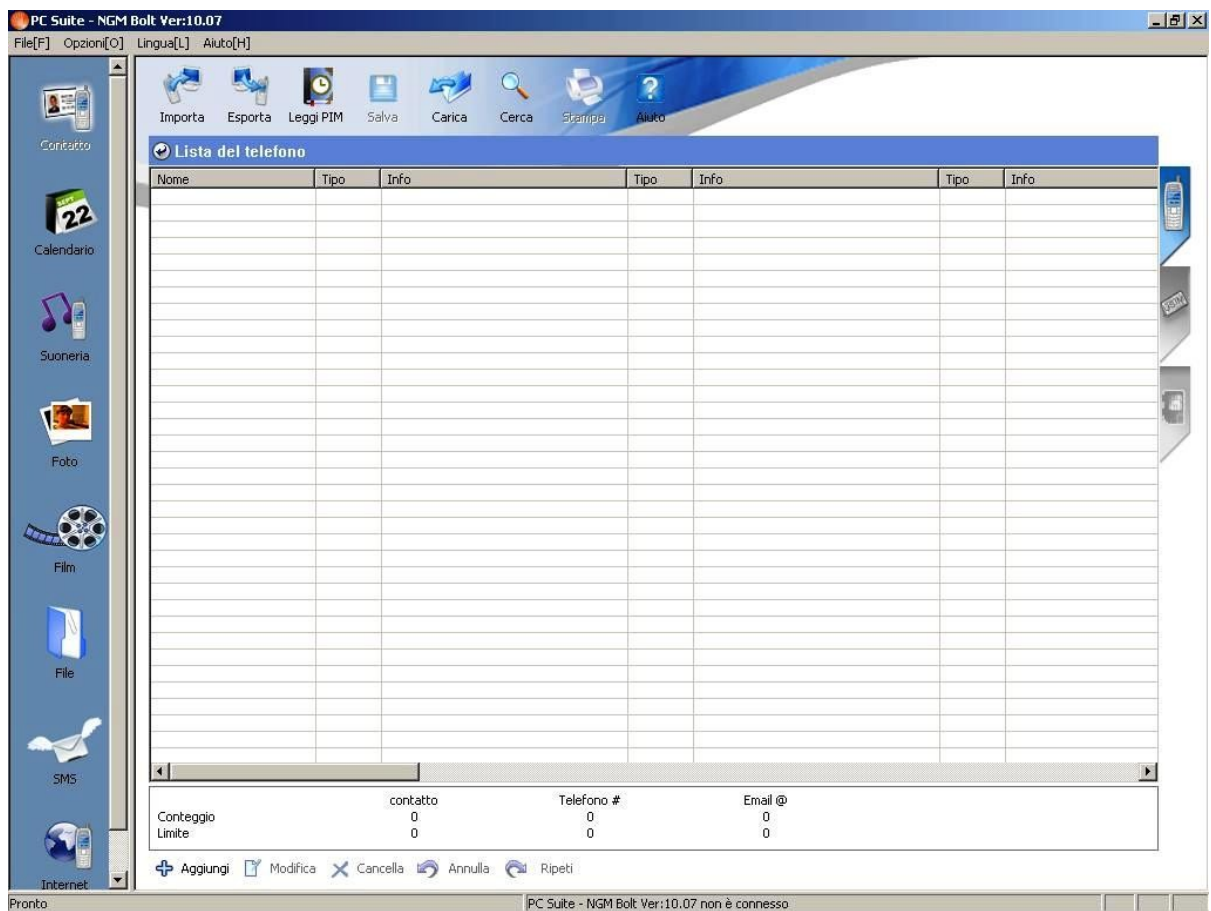 PC Suite - NGM Bolt Ver:10.07
File[F] Opzioni[O] Lingua[L] Aiuto[H]
Importa Esporta Leggi PIM Salva Carica Cerca Stampa Aiuto
Contatto
Calendario
Suoneria
Foto
Film
File
SMS
Internet
Lista del telefono
Nome Tipo Info Tipo Info Tipo Info
SEPT
22
SIM
contatto Telefono # Email @
Conteggio 0 0 0
Limite 0 0 0
Aggiungi Modifica Cancella Annulla Ripeti
Pronto PC Suite - NGM Bolt Ver:10.07 non è connesso